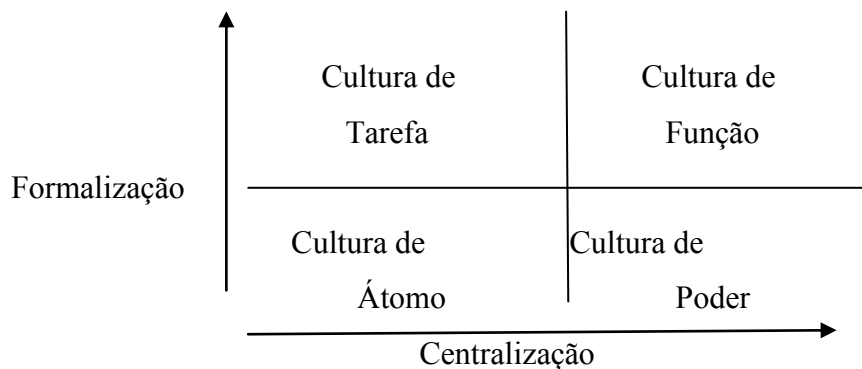 Cultura de
Tarefa
Cultura de
Função
Formalização
Cultura de
Átomo
Cultura de
Poder
Centralização